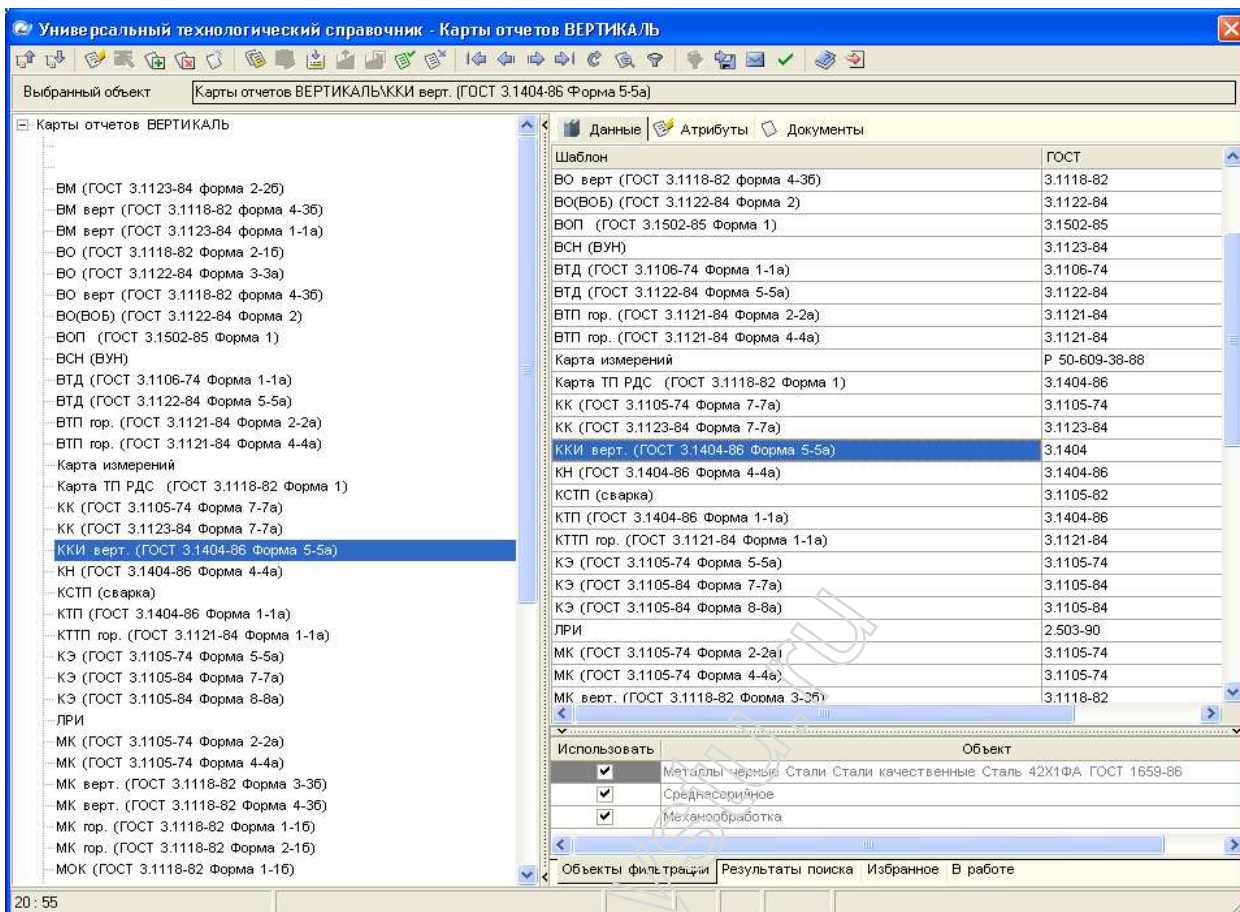 Универсальный технологический справочник - Карты отчетов ВЕРТИКАЛЬ
Выбранный объект Карты отчетов ВЕРТИКАЛЬ\ККИ верт. (ГОСТ 3.1404-86 Форма 5-5а)
Карты отчетов ВЕРТИКАЛЬ
ВМ (ГОСТ 3.1123-84 форма 2-2б)
ВМ верт (ГОСТ 3.1118-82 форма 4-3б)
ВМ верт (ГОСТ 3.1123-84 форма 1-1а)
ВО (ГОСТ 3.1118-82 Форма 2-1б)
ВО (ГОСТ 3.1122-84 Форма 3-3а)
ВО верт (ГОСТ 3.1118-82 форма 4-3б)
ВО(ВОБ) (ГОСТ 3.1122-84 Форма 2)
ВОП (ГОСТ 3.1502-85 Форма 1)
ВСН (ВУН)
ВТД (ГОСТ 3.1106-74 Форма 1-1а)
ВТД (ГОСТ 3.1122-84 Форма 5-5а)
ВТП гор. (ГОСТ 3.1121-84 Форма 2-2а)
ВТП гор. (ГОСТ 3.1121-84 Форма 4-4а)
Карта измерений
Карта ТП РДС (ГОСТ 3.1118-82 Форма 1)
КК (ГОСТ 3.1105-74 Форма 7-7а)
КК (ГОСТ 3.1123-84 Форма 7-7а)
ККИ верт. (ГОСТ 3.1404-86 Форма 5-5а)
КН (ГОСТ 3.1404-86 Форма 4-4а)
КСТП (сварка)
КТП (ГОСТ 3.1404-86 Форма 1-1а)
КТТП гор. (ГОСТ 3.1121-84 Форма 1-1а)
КЭ (ГОСТ 3.1105-74 Форма 5-5а)
КЭ (ГОСТ 3.1105-84 Форма 7-7а)
КЭ (ГОСТ 3.1105-84 Форма 8-8а)
ЛРИ
МК (ГОСТ 3.1105-74 Форма 2-2а)
МК (ГОСТ 3.1105-74 Форма 4-4а)
МК верт. (ГОСТ 3.1118-82 Форма 3-3б)
МК верт. (ГОСТ 3.1118-82 Форма 4-3б)
МК гор. (ГОСТ 3.1118-82 Форма 1-1б)
МК гор. (ГОСТ 3.1118-82 Форма 2-1б)
МОК (ГОСТ 3.1118-82 Форма 1-1б)
Данные Атрибуты Документы
Шаблон ГОСТ
ВО верт (ГОСТ 3.1118-82 форма 4-3б) 3.1118-82
ВО(ВОБ) (ГОСТ 3.1122-84 Форма 2) 3.1122-84
ВОП (ГОСТ 3.1502-85 Форма 1) 3.1502-85
ВСН (ВУН) 3.1123-84
ВТД (ГОСТ 3.1106-74 Форма 1-1а) 3.1106-74
ВТД (ГОСТ 3.1122-84 Форма 5-5а) 3.1122-84
ВТП гор. (ГОСТ 3.1121-84 Форма 2-2а) 3.1121-84
ВТП гор. (ГОСТ 3.1121-84 Форма 4-4а) 3.1121-84
Карта измерений Р 50-609-38-88
Карта ТП РДС (ГОСТ 3.1118-82 Форма 1) 3.1404-86
КК (ГОСТ 3.1105-74 Форма 7-7а) 3.1105-74
КК (ГОСТ 3.1123-84 Форма 7-7а) 3.1123-84
ККИ верт. (ГОСТ 3.1404-86 Форма 5-5а) 3.1404
КН (ГОСТ 3.1404-86 Форма 4-4а) 3.1404-86
КСТП (сварка) 3.1105-82
КТП (ГОСТ 3.1404-86 Форма 1-1а) 3.1404-86
КТТП гор. (ГОСТ 3.1121-84 Форма 1-1а) 3.1121-84
КЭ (ГОСТ 3.1105-74 Форма 5-5а) 3.1105-74
КЭ (ГОСТ 3.1105-84 Форма 7-7а) 3.1105-84
КЭ (ГОСТ 3.1105-84 Форма 8-8а) 3.1105-84
ЛРИ 2.503-90
МК (ГОСТ 3.1105-74 Форма 2-2а) 3.1105-74
МК (ГОСТ 3.1105-74 Форма 4-4а) 3.1105-74
МК верт. (ГОСТ 3.1118-82 Форма 3-3б) 3.1118-82
Использовать Объект
Металлы черные Стали Стали качественные Сталь 42Х1ФА ГОСТ 1659-86
Среднесерийное
Механообработка
Объекты фильтрации Результаты поиска Избранное В работе
20 : 55